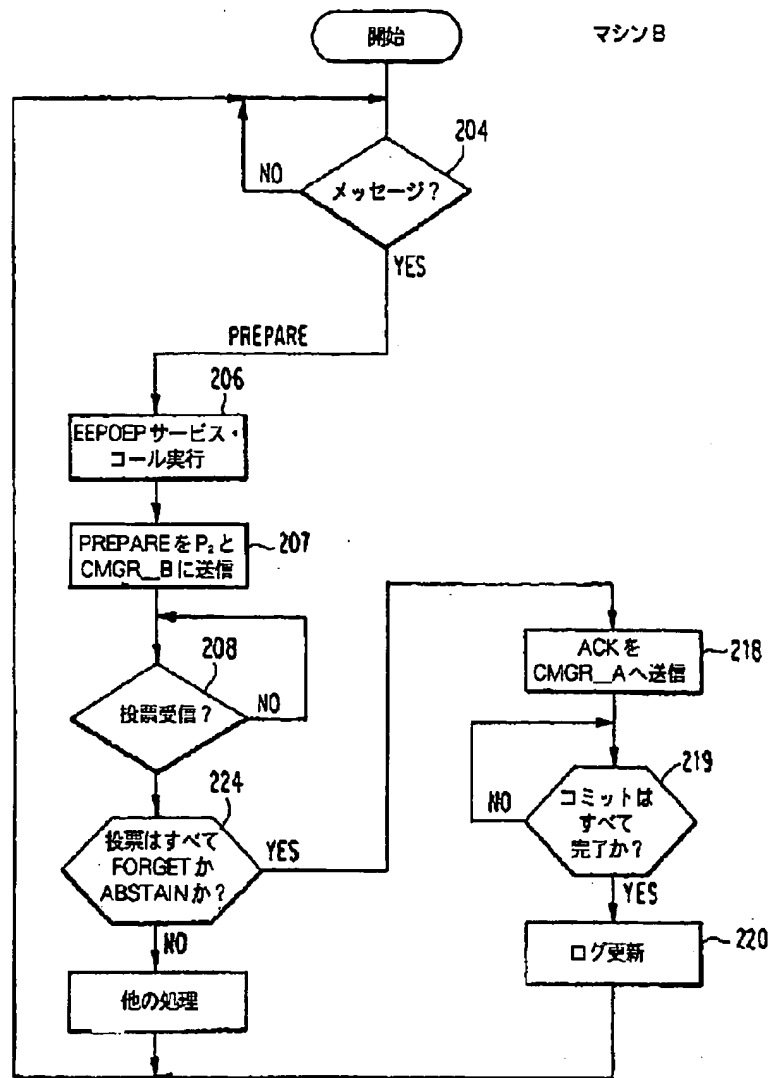 開始
マシンB
204
メッセージ?
NO
YES
PREPARE
206
EEPOEPサービス・
コール実行
PREPAREをP₂と
CMGR__Bに送信
207
208
投票受信?
NO
224
投票はすべて
FORGETか
ABSTAINか?
YES
NO
他の処理
ACKを
CMGR__Aへ送信
218
219
コミットは
すべて
完了か?
NO
YES
ログ更新
220